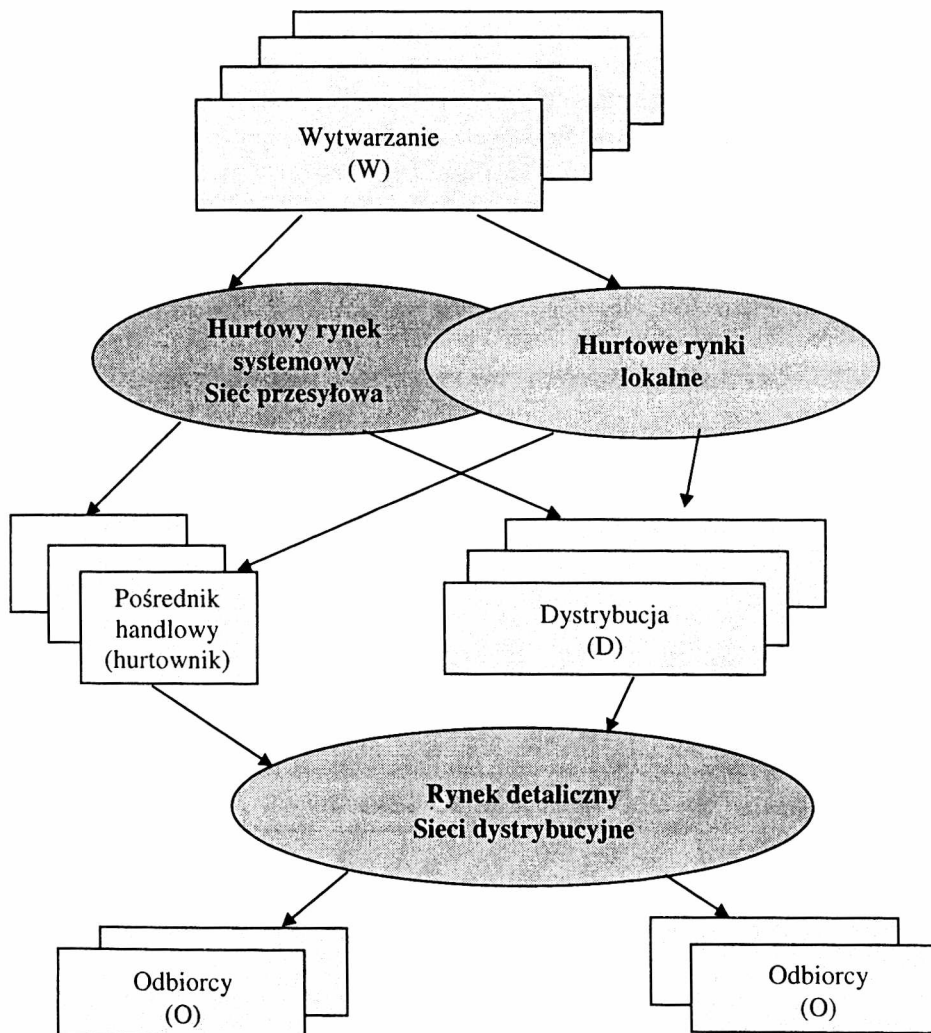 Wytwarzanie
(W)
Hurtowy rynek
systemowy
Sieć przesyłowa
Hurtowe rynki
lokalne
Pośrednik
handlowy
(hurtownik)
Dystrybucja
(D)
Rynek detaliczny
Sieci dystrybucyjne
Odbiorcy
(O)
Odbiorcy
(O)